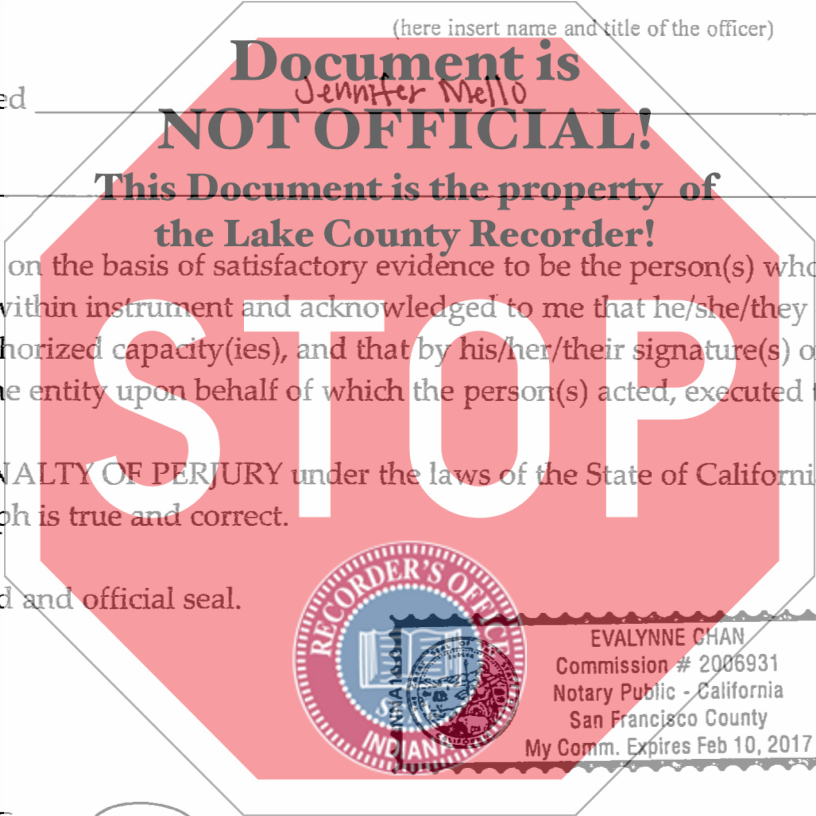 (here insert name and title of the officer)
Document is
ed Jennifer Mello
NOT OFFICIAL!
This Document is the property of
the Lake County Recorder!
on the basis of satisfactory evidence to be the person(s) who
within instrument and acknowledged to me that he/she/they
horized capacity(ies), and that by his/her/their signature(s) o
e entity upon behalf of which the person(s) acted, executed t
STOP
NALTY OF PERJURY under the laws of the State of Californi
ph is true and correct.
d and official seal.
RECORDER'S OFFICE
INDIANA
EVALYNNE CHAN
Commission # 2006931
Notary Public - California
San Francisco County
My Comm. Expires Feb 10, 2017